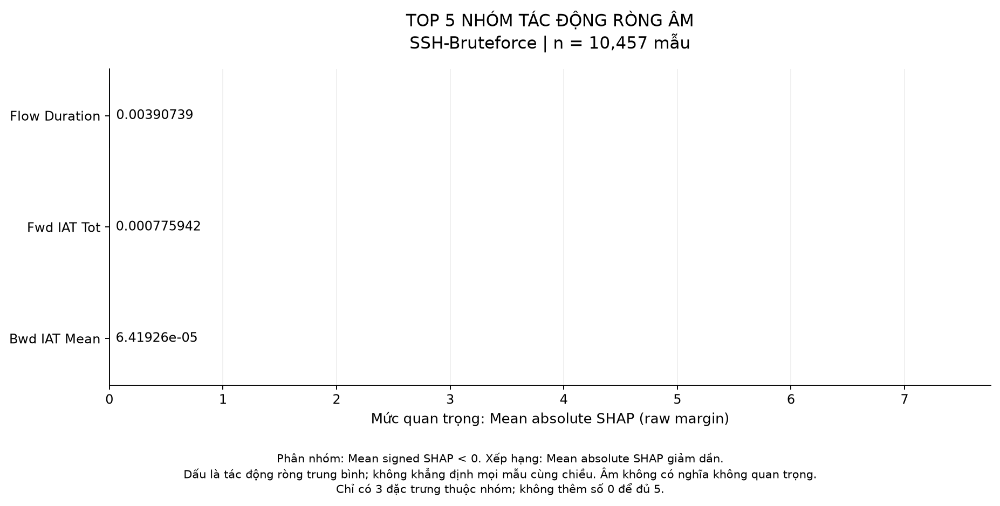 TOP 5 NHÓM TÁC ĐỘNG RÒNG ÂM
SSH-Bruteforce | n = 10,457 mẫu
Flow Duration 0.00390739
Fwd IAT Tot 0.000775942
Bwd IAT Mean 6.41926e-05
0 1 2 3 4 5 6 7
Mức quan trọng: Mean absolute SHAP (raw margin)
Phân nhóm: Mean signed SHAP < 0. Xếp hạng: Mean absolute SHAP giảm dần.
Dấu là tác động ròng trung bình; không khẳng định mọi mẫu cùng chiều. Âm không có nghĩa không quan trọng.
Chỉ có 3 đặc trưng thuộc nhóm; không thêm số 0 để đủ 5.